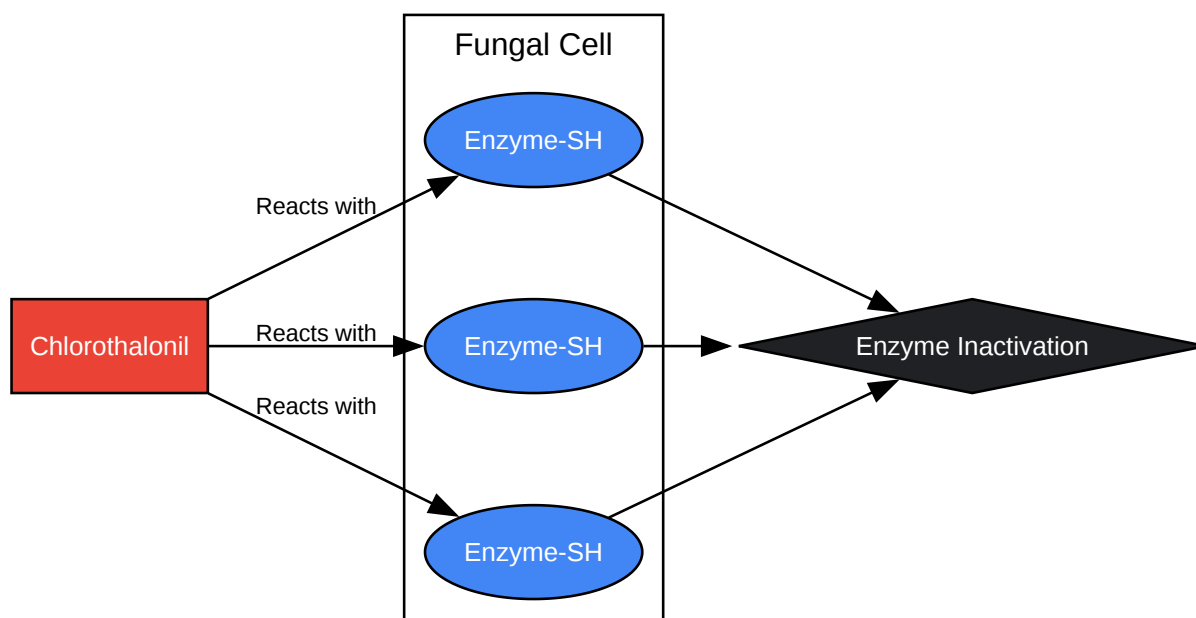 Fungal Cell
Enzyme-SH
Reacts with
Chlorothalonil
Reacts with
Enzyme-SH
Enzyme Inactivation
Reacts with
Enzyme-SH